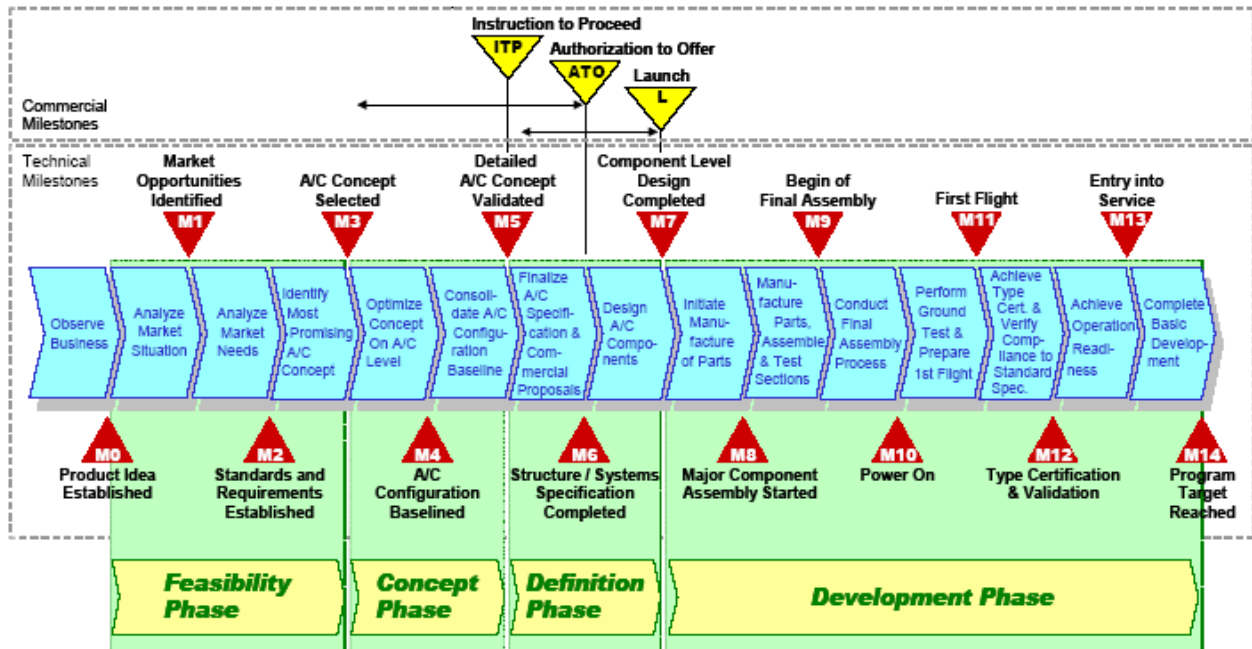 Instruction to Proceed
ITP
Authorization to Offer
ATO
Launch
L
Commercial
Milestones
Technical
Milestones
Market
Opportunities
Identified
M1
A/C Concept
Selected
M3
Detailed
A/C Concept
Validated
M5
Component Level
Design
Completed
M7
Begin of
Final Assembly
M9
First Flight
M11
Entry into
Service
M13
Observe
Business
Analyze
Market
Situation
Analyze
Market
Needs
Identify
Most
Promising
A/C
Concept
Optimize
Concept
On A/C
Level
Consoli-
date A/C
Configu-
ration
Baseline
Finalize
A/C
Specifi-
cation &
Com-
mercial
Proposals
Design
A/C
Compo-
nents
Initiate
Manu-
facture
of Parts
Manu-
facture
Parts,
Assemble
& Test
Sections
Conduct
Final
Assembly
Process
Perform
Ground
Test &
Prepare
1st Flight
Achieve
Type
Cert. &
Verify
Comp-
liance to
Standard
Spec.
Achieve
Operation
Readi-
ness
Complete
Basic
Develop-
ment
M0
Product Idea
Established
M2
Standards and
Requirements
Established
M4
A/C
Configuration
Baselined
M6
Structure / Systems
Specification
Completed
M8
Major Component
Assembly Started
M10
Power On
M12
Type Certification
& Validation
M14
Program
Target
Reached
Feasibility
Phase
Concept
Phase
Definition
Phase
Development Phase